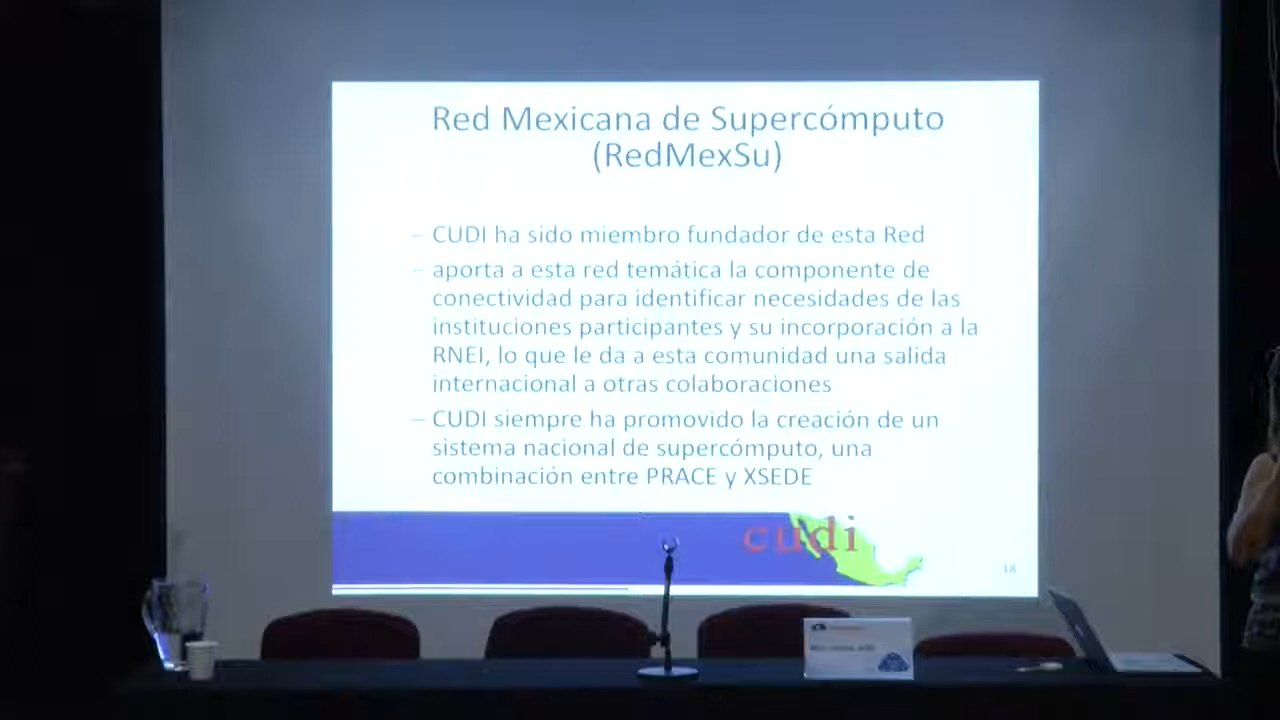 Red Mexicana de Supercómputo
(RedMexSu)
– CUDI ha sido miembro fundador de esta Red
– aporta a esta red temática la componente de
conectividad para identificar necesidades de las
instituciones participantes y su incorporación a la
RNEI, lo que le da a esta comunidad una salida
internacional a otras colaboraciones
– CUDI siempre ha promovido la creación de un
sistema nacional de supercómputo, una
combinación entre PRACE y XSEDE
cudi
18